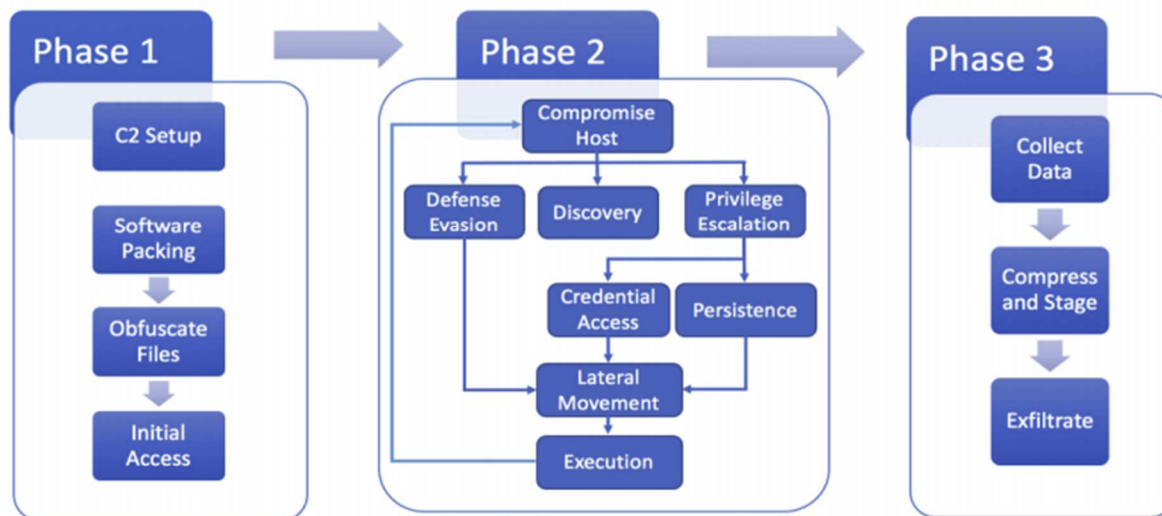 Phase 1
C2 Setup
Software
Packing
Obfuscate
Files
Initial
Access
Phase 2
Compromise
Host
Defense
Evasion
Discovery
Privilege
Escalation
Credential
Access
Persistence
Lateral
Movement
Execution
Phase 3
Collect
Data
Compress
and Stage
Exfiltrate